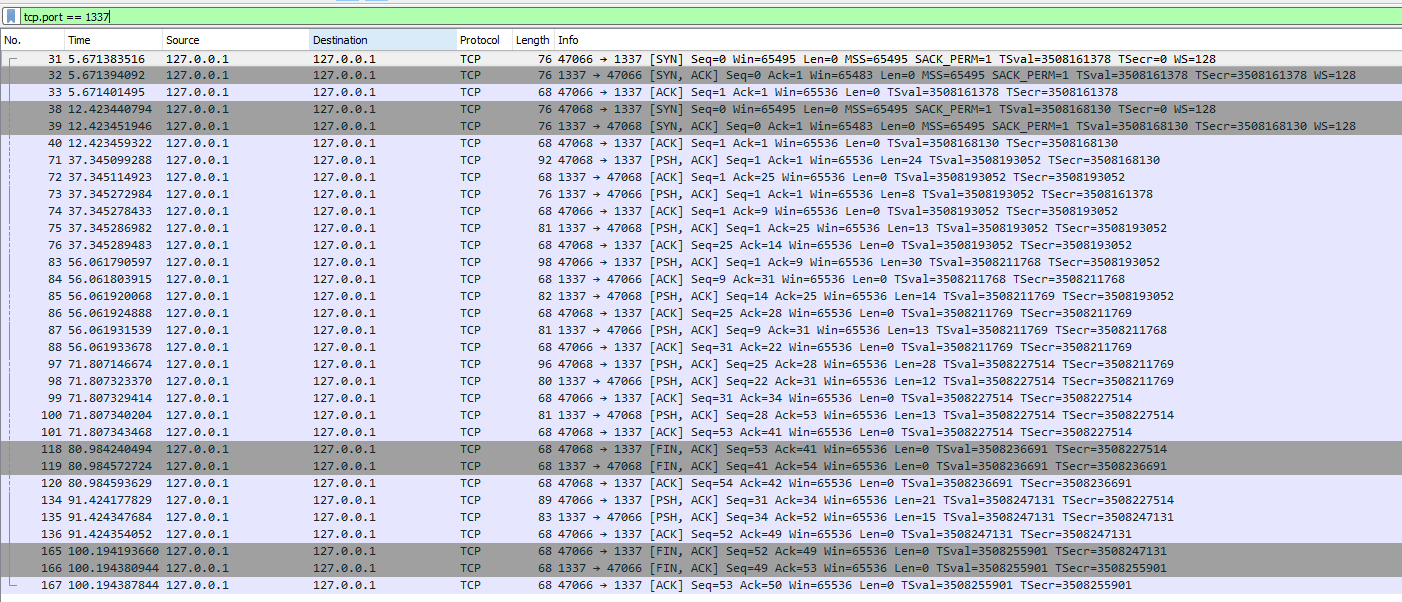 tcp.port == 1337
No. Time Source Destination Protocol Length Info
31 5.671383516 127.0.0.1 127.0.0.1 TCP 76 47066 → 1337 [SYN] Seq=0 Win=65495 Len=0 MSS=65495 SACK_PERM=1 TSval=3508161378 TSecr=0 WS=128
32 5.671394092 127.0.0.1 127.0.0.1 TCP 76 1337 → 47066 [SYN, ACK] Seq=0 Ack=1 Win=65483 Len=0 MSS=65495 SACK_PERM=1 TSval=3508161378 TSecr=3508161378 WS=128
33 5.671401495 127.0.0.1 127.0.0.1 TCP 68 47066 → 1337 [ACK] Seq=1 Ack=1 Win=65536 Len=0 TSval=3508161378 TSecr=3508161378
38 12.423440794 127.0.0.1 127.0.0.1 TCP 76 47068 → 1337 [SYN] Seq=0 Win=65495 Len=0 MSS=65495 SACK_PERM=1 TSval=3508168130 TSecr=0 WS=128
39 12.423451946 127.0.0.1 127.0.0.1 TCP 76 1337 → 47068 [SYN, ACK] Seq=0 Ack=1 Win=65483 Len=0 MSS=65495 SACK_PERM=1 TSval=3508168130 TSecr=3508168130 WS=128
40 12.423459322 127.0.0.1 127.0.0.1 TCP 68 47068 → 1337 [ACK] Seq=1 Ack=1 Win=65536 Len=0 TSval=3508168130 TSecr=3508168130
71 37.345099288 127.0.0.1 127.0.0.1 TCP 92 47068 → 1337 [PSH, ACK] Seq=1 Ack=1 Win=65536 Len=24 TSval=3508193052 TSecr=3508168130
72 37.345114923 127.0.0.1 127.0.0.1 TCP 68 1337 → 47068 [ACK] Seq=1 Ack=25 Win=65536 Len=0 TSval=3508193052 TSecr=3508193052
73 37.345272984 127.0.0.1 127.0.0.1 TCP 76 1337 → 47066 [PSH, ACK] Seq=1 Ack=1 Win=65536 Len=8 TSval=3508193052 TSecr=3508161378
74 37.345278433 127.0.0.1 127.0.0.1 TCP 68 47066 → 1337 [ACK] Seq=1 Ack=9 Win=65536 Len=0 TSval=3508193052 TSecr=3508193052
75 37.345286982 127.0.0.1 127.0.0.1 TCP 81 1337 → 47068 [PSH, ACK] Seq=1 Ack=25 Win=65536 Len=13 TSval=3508193052 TSecr=3508193052
76 37.345289483 127.0.0.1 127.0.0.1 TCP 68 47068 → 1337 [ACK] Seq=25 Ack=14 Win=65536 Len=0 TSval=3508193052 TSecr=3508193052
83 56.061790597 127.0.0.1 127.0.0.1 TCP 98 47066 → 1337 [PSH, ACK] Seq=1 Ack=9 Win=65536 Len=30 TSval=3508211768 TSecr=3508193052
84 56.061803915 127.0.0.1 127.0.0.1 TCP 68 1337 → 47066 [ACK] Seq=9 Ack=31 Win=65536 Len=0 TSval=3508211768 TSecr=3508211768
85 56.061920068 127.0.0.1 127.0.0.1 TCP 82 1337 → 47068 [PSH, ACK] Seq=14 Ack=25 Win=65536 Len=14 TSval=3508211769 TSecr=3508193052
86 56.061924888 127.0.0.1 127.0.0.1 TCP 68 47068 → 1337 [ACK] Seq=25 Ack=28 Win=65536 Len=0 TSval=3508211769 TSecr=3508211769
87 56.061931539 127.0.0.1 127.0.0.1 TCP 81 1337 → 47066 [PSH, ACK] Seq=9 Ack=31 Win=65536 Len=13 TSval=3508211769 TSecr=3508211768
88 56.061933678 127.0.0.1 127.0.0.1 TCP 68 47066 → 1337 [ACK] Seq=31 Ack=22 Win=65536 Len=0 TSval=3508211769 TSecr=3508211769
97 71.807146674 127.0.0.1 127.0.0.1 TCP 96 47068 → 1337 [PSH, ACK] Seq=25 Ack=28 Win=65536 Len=28 TSval=3508227514 TSecr=3508211769
98 71.807323370 127.0.0.1 127.0.0.1 TCP 80 1337 → 47066 [PSH, ACK] Seq=22 Ack=31 Win=65536 Len=12 TSval=3508227514 TSecr=3508211769
99 71.807329414 127.0.0.1 127.0.0.1 TCP 68 47066 → 1337 [ACK] Seq=31 Ack=34 Win=65536 Len=0 TSval=3508227514 TSecr=3508227514
100 71.807340204 127.0.0.1 127.0.0.1 TCP 81 1337 → 47068 [PSH, ACK] Seq=28 Ack=53 Win=65536 Len=13 TSval=3508227514 TSecr=3508227514
101 71.807343468 127.0.0.1 127.0.0.1 TCP 68 47068 → 1337 [ACK] Seq=53 Ack=41 Win=65536 Len=0 TSval=3508227514 TSecr=3508227514
118 80.984240494 127.0.0.1 127.0.0.1 TCP 68 47068 → 1337 [FIN, ACK] Seq=53 Ack=41 Win=65536 Len=0 TSval=3508236691 TSecr=3508227514
119 80.984572724 127.0.0.1 127.0.0.1 TCP 68 1337 → 47068 [FIN, ACK] Seq=41 Ack=54 Win=65536 Len=0 TSval=3508236691 TSecr=3508236691
120 80.984593629 127.0.0.1 127.0.0.1 TCP 68 47068 → 1337 [ACK] Seq=54 Ack=42 Win=65536 Len=0 TSval=3508236691 TSecr=3508236691
134 91.424177829 127.0.0.1 127.0.0.1 TCP 89 47066 → 1337 [PSH, ACK] Seq=31 Ack=34 Win=65536 Len=21 TSval=3508247131 TSecr=3508227514
135 91.424347684 127.0.0.1 127.0.0.1 TCP 83 1337 → 47066 [PSH, ACK] Seq=34 Ack=52 Win=65536 Len=15 TSval=3508247131 TSecr=3508247131
136 91.424354052 127.0.0.1 127.0.0.1 TCP 68 47066 → 1337 [ACK] Seq=52 Ack=49 Win=65536 Len=0 TSval=3508247131 TSecr=3508247131
165 100.194193660 127.0.0.1 127.0.0.1 TCP 68 47066 → 1337 [FIN, ACK] Seq=52 Ack=49 Win=65536 Len=0 TSval=3508255901 TSecr=3508247131
166 100.194380944 127.0.0.1 127.0.0.1 TCP 68 1337 → 47066 [FIN, ACK] Seq=49 Ack=53 Win=65536 Len=0 TSval=3508255901 TSecr=3508255901
167 100.194387844 127.0.0.1 127.0.0.1 TCP 68 47066 → 1337 [ACK] Seq=53 Ack=50 Win=65536 Len=0 TSval=3508255901 TSecr=3508255901